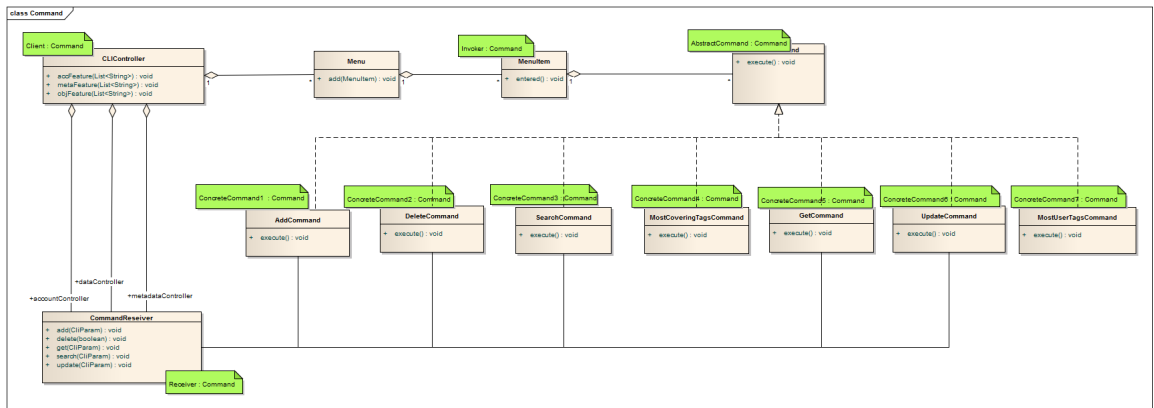 class Command
Client : Command
CLIController
+ accFeature(List<String>) : void
+ metaFeature(List<String>) : void
+ objFeature(List<String>) : void
1
*
Menu
+ add(MenuItem) : void
1
*
Invoker : Command
MenuItem
+ entered() : void
1
*
AbstractCommand : Command
+ execute() : void
ConcreteCommand1 : Command
AddCommand
+ execute() : void
ConcreteCommand2 : Command
DeleteCommand
+ execute() : void
ConcreteCommand3 : Command
SearchCommand
+ execute() : void
ConcreteCommand4 : Command
MostCoveringTagsCommand
+ execute() : void
ConcreteCommand5 : Command
GetCommand
+ execute() : void
ConcreteCommand6 : Command
UpdateCommand
+ execute() : void
ConcreteCommand7 : Command
MostUserTagsCommand
+ execute() : void
+dataController
+accountController
+metadataController
CommandReseiver
+ add(CliParam) : void
+ delete(boolean) : void
+ get(CliParam) : void
+ search(CliParam) : void
+ update(CliParam) : void
Receiver : Command